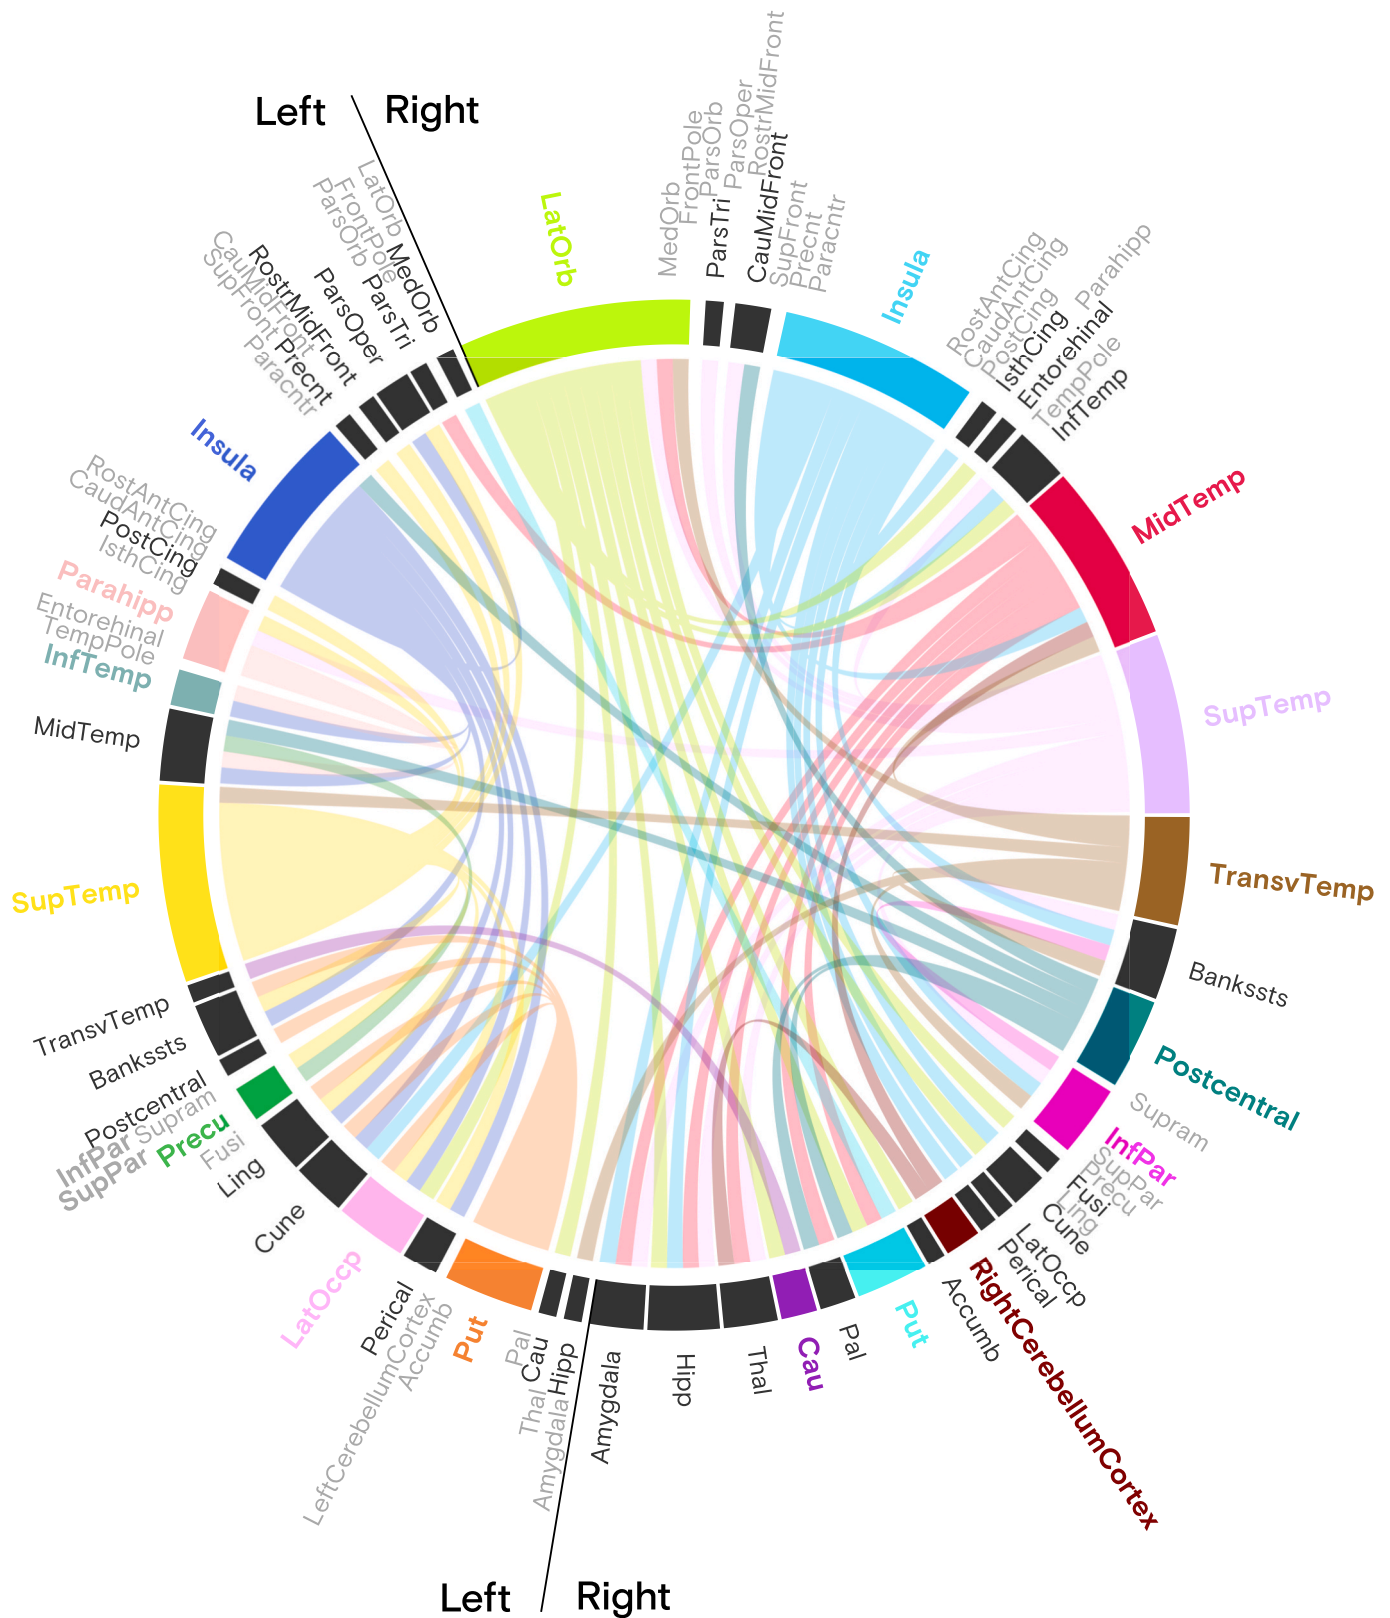 Left
Right
LatOrb
MedOrb
FrontPole
ParsOrb
ParsTri
ParsOper
RostrMidFront
CauMidFront
SupFront
Precnt
Paracntr
Insula
RostAntCing
CaudAntCing
PostCing
IsthCing
Parahipp
Entorehinal
TempPole
InfTemp
MidTemp
SupTemp
TransvTemp
Bankssts
Postcentral
Supram
InfPar
SupPar
Precu
Fusi
Ling
Cune
LatOccp
Perical
RightCerebellumCortex
Accumb
Put
Pal
Cau
Thal
Hipp
Amygdala
Left
Right
Amygdala
Hipp
Thal
Cau
Pal
Put
Accumb
LeftCerebellumCortex
Perical
LatOccp
Cune
Ling
Fusi
Precu
SupPar
InfPar
Supram
Postcentral
Bankssts
TransvTemp
SupTemp
MidTemp
InfTemp
TempPole
Entorehinal
Parahipp
IsthCing
PostCing
CaudAntCing
RostAntCing
Insula
Paracntr
Precnt
SupFront
CauMidFront
RostrMidFront
ParsOper
ParsTri
ParsOrb
FrontPole
MedOrb
LatOrb